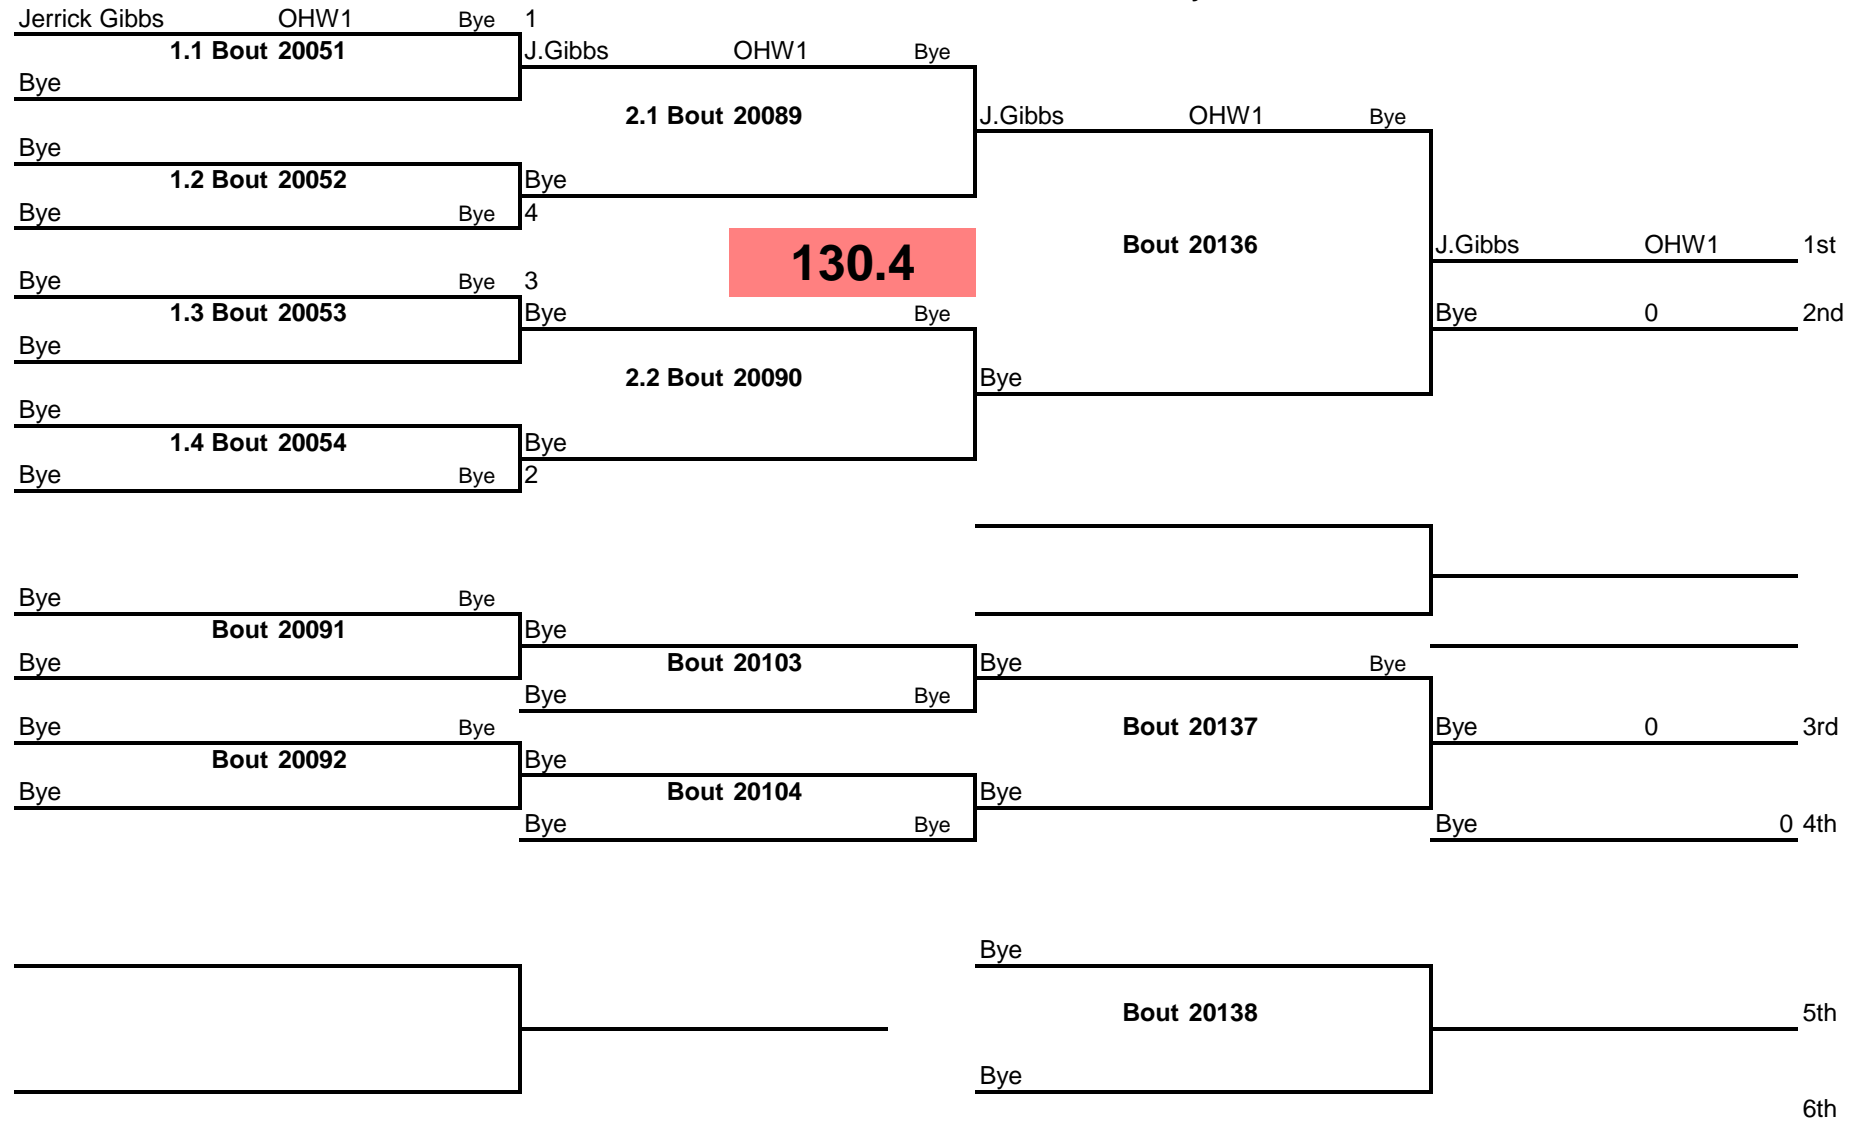 Jerrick Gibbs OHW1 Bye 1
1.1 Bout 20051 J.Gibbs OHW1 Bye
Bye
2.1 Bout 20089 J.Gibbs OHW1 Bye
Bye
1.2 Bout 20052 Bye
Bye Bye 4
130.4 Bout 20136 J.Gibbs OHW1 1st
Bye Bye 3
1.3 Bout 20053 Bye Bye Bye 0 2nd
Bye
2.2 Bout 20090 Bye
Bye
1.4 Bout 20054 Bye
Bye Bye 2
Bye Bye
Bout 20091 Bye
Bye Bout 20103 Bye Bye
Bye Bye
Bye Bye Bout 20137 Bye 0 3rd
Bout 20092 Bye
Bye Bout 20104 Bye
Bye Bye Bye 0 4th
Bye
Bout 20138 5th
Bye
6th